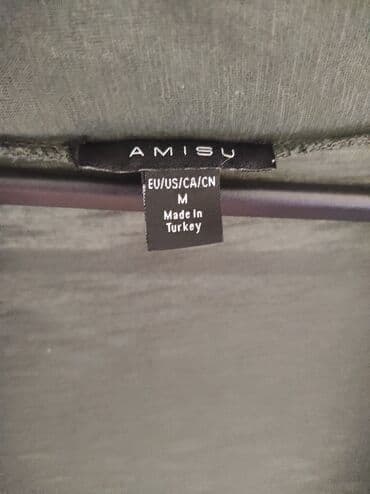 AMISU
EU/US/CA/CN
M
Made In
Turkey